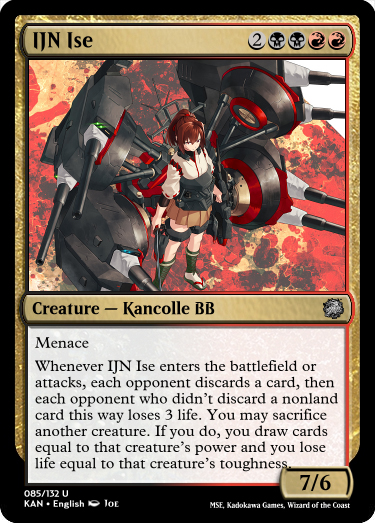 IJN Ise 2
Creature — Kancolle BB
Menace
Whenever IJN Ise enters the battlefield or
attacks, each opponent discards a card, then
each opponent who didn't discard a nonland
card this way loses 3 life. You may sacrifice
another creature. If you do, you draw cards
equal to that creature's power and you lose
life equal to that creature's toughness.
7/6
085/132 U
KAN • English JOE
MSE, Kadokawa Games, Wizard of the Coast